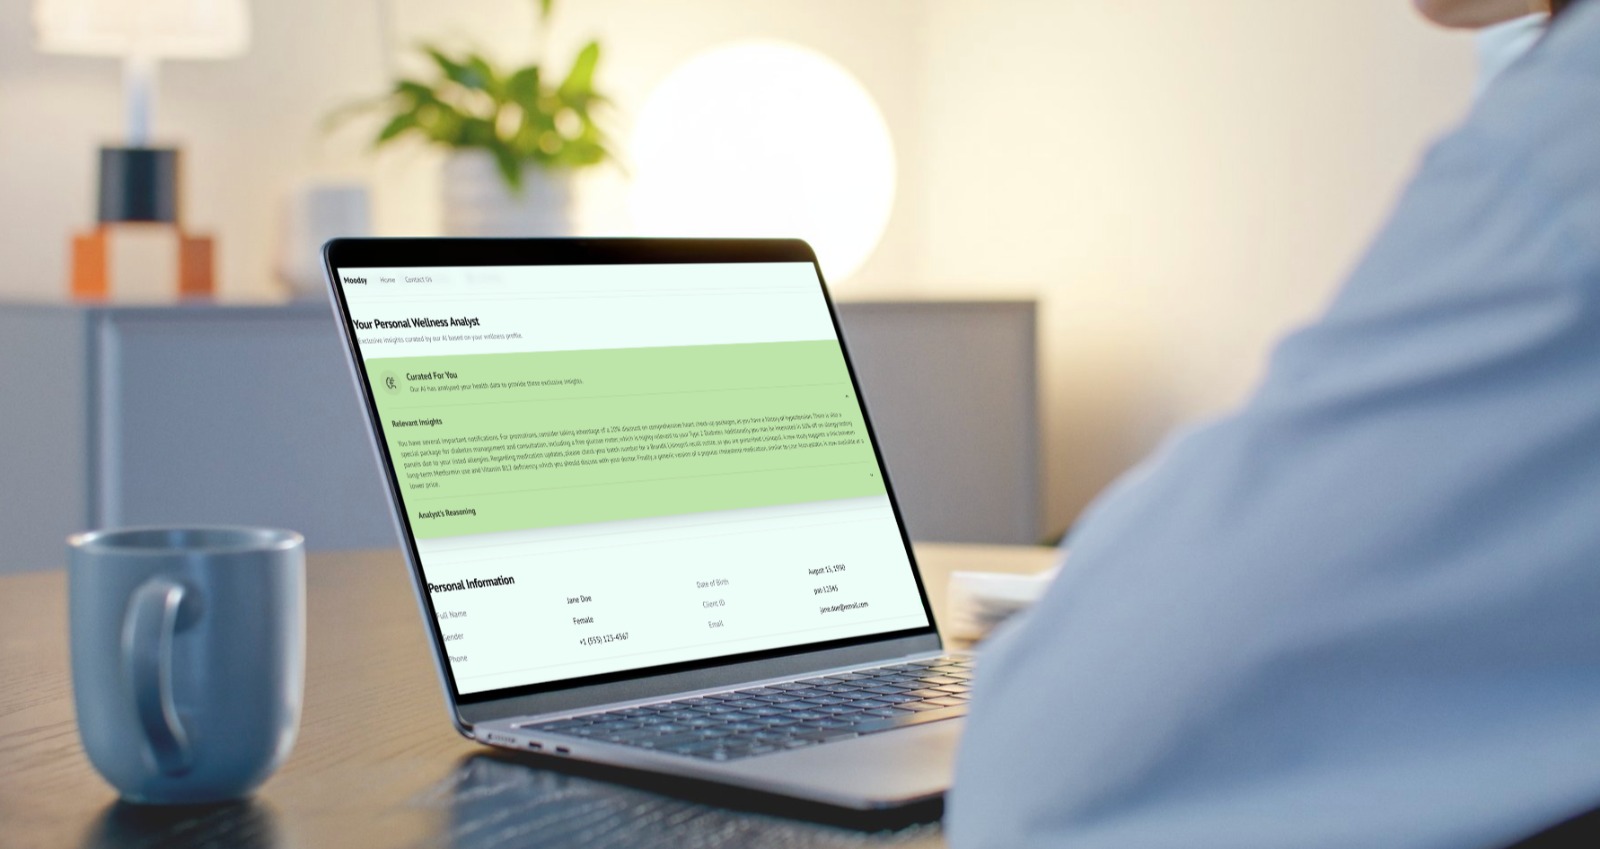 Moodsy Home Contact Us
Your Personal Wellness Analyst
Exclusive insights curated by our AI based on your wellness profile.
Curated For You
Our AI has analyzed your health data to provide these exclusive insights.
Relevant Insights
You have several important notifications. For promotions, consider taking advantage of a 20% discount on comprehensive heart check-up packages, as you have a history of hypertension. There is also a
special package for diabetes management and consultation, including a free glucose meter, which is highly relevant to your Type 2 Diabetes. Additionally, you may be interested in 50% off on allergy testing
panels due to your listed allergies. Regarding medication updates, please check your batch number for a Lisinopril recall notice, as you are prescribed Lisinopril. A new study suggests a link between
long-term Metformin use and Vitamin B12 deficiency, which you should discuss with your doctor. Finally, a generic version of a popular cholesterol medication, similar to your is now available at a
lower price.
Analyst's Reasoning
Personal Information
Full Name Jane Doe Date of Birth August 15, 1990
Gender Female Client ID pat-12345
Phone +1 (555) 123-4567 Email jane.doe@email.com